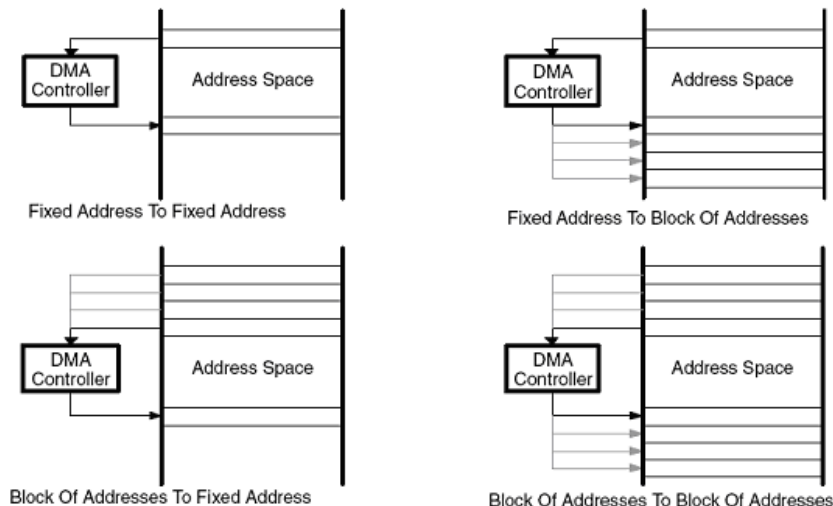 DMA
Controller
Address Space
Fixed Address To Fixed Address
DMA
Controller
Address Space
Fixed Address To Block Of Addresses
DMA
Controller
Address Space
Block Of Addresses To Fixed Address
DMA
Controller
Address Space
Block Of Addresses To Block Of Addresses